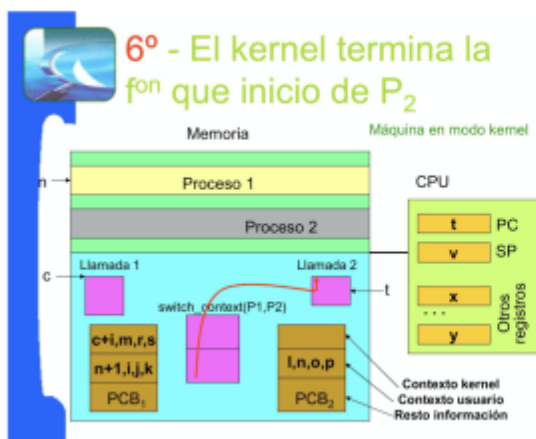 6º - El kernel termina la
fºⁿ que inicio de P₂
Memoria
Máquina en modo kernel
n
Proceso 1
CPU
Proceso 2
t
PC
v
SP
Llamada 1
Llamada 2
c
t
x
switch_context(P1,P2)
...
y
Otros
registros
c+i,m,r,s
n+1,i,j,k
l,n,o,p
PCB₁
PCB₂
Contexto kernel
Contexto usuario
Resto información